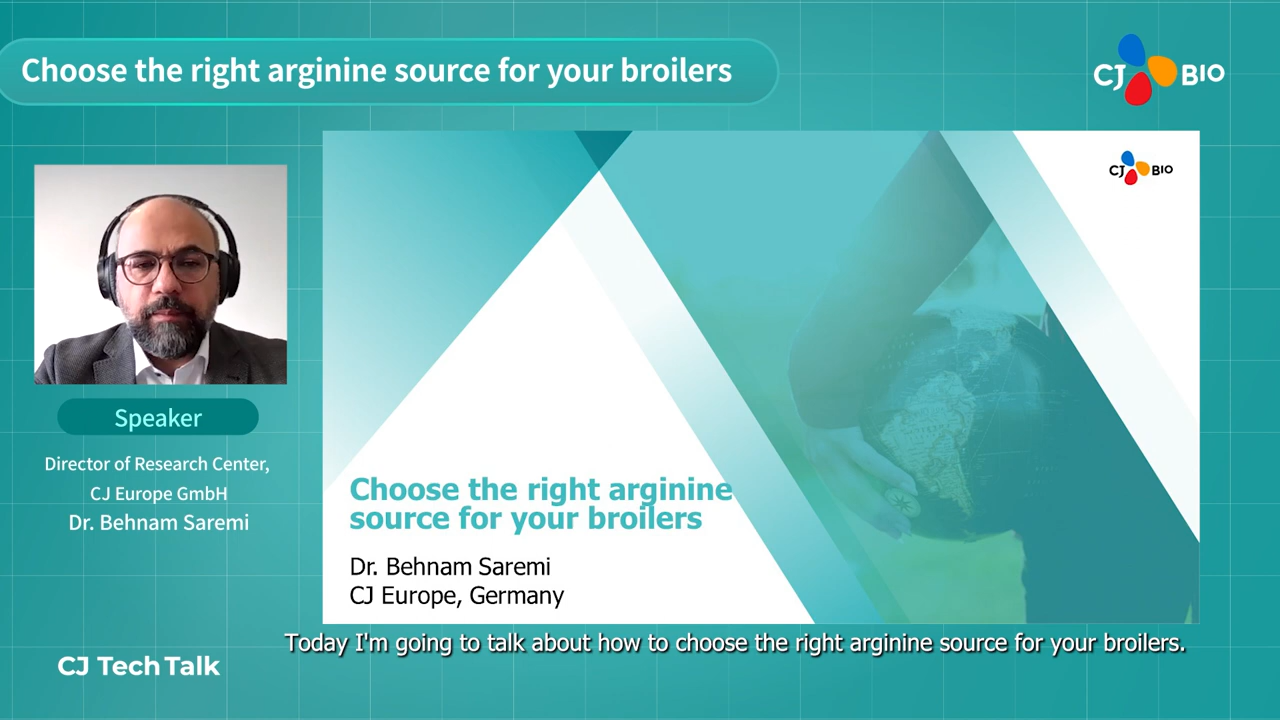 Choose the right arginine source for your broilers
CJ BIO
CJ BIO
Speaker
Director of Research Center,
CJ Europe GmbH
Dr. Behnam Saremi
Choose the right arginine
source for your broilers
Dr. Behnam Saremi
CJ Europe, Germany
Today I'm going to talk about how to choose the right arginine source for your broilers.
CJ Tech Talk